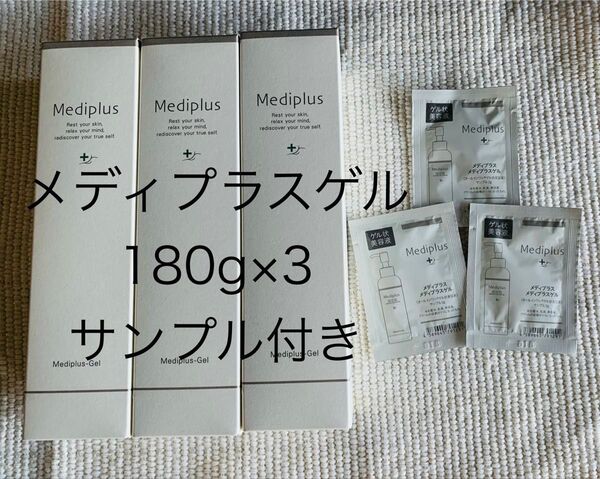 Mediplus
Rest your skin,
relax your mind,
rediscover your true self.
Mediplus
Rest your skin,
relax your mind,
rediscover your true self.
Mediplus
Rest your skin,
relax your mind,
rediscover your true self.
メディプラスゲル
180g×3
サンプル付き
Mediplus-Gel
Mediplus-Gel
Mediplus-Gel
ゲル状
美容液
Mediplus
メディプラス
メディプラスゲル
ゲル状
美容液
Mediplus
メディプラス
メディプラスゲル
ゲル状
美容液
Mediplus
メディプラス
メディプラスゲル